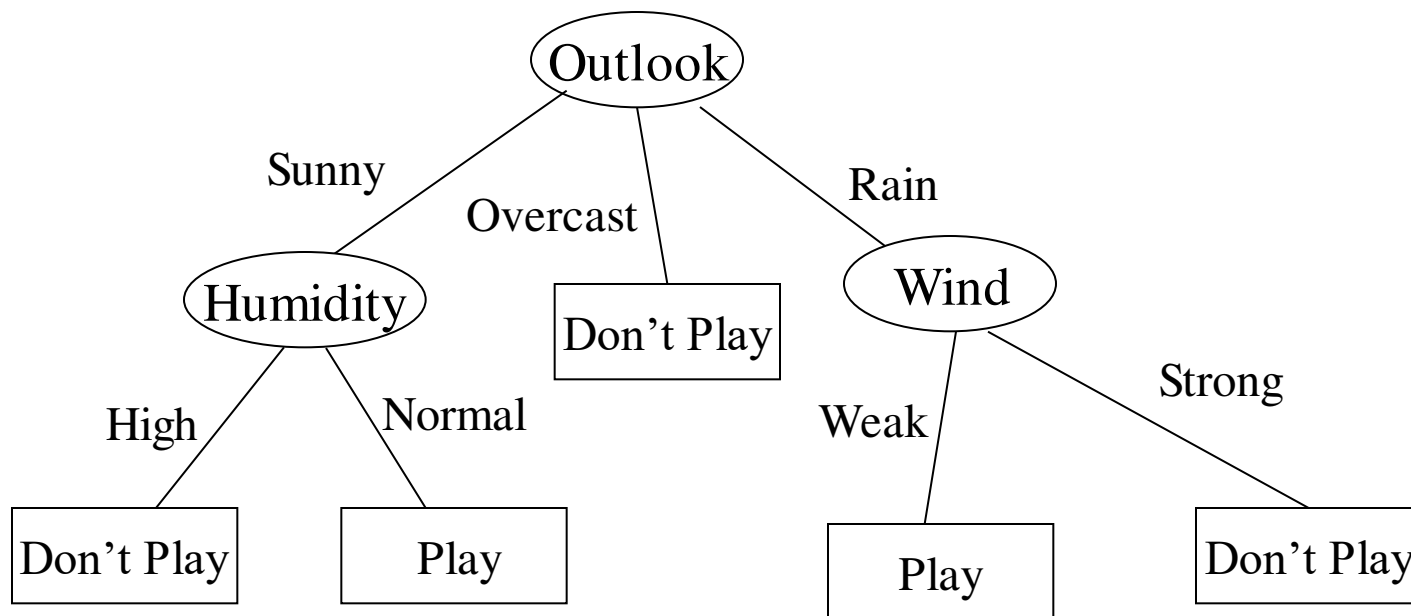 Outlook
Sunny
Overcast
Rain
Humidity
Don’t Play
Wind
High
Normal
Weak
Strong
Don’t Play
Play
Play
Don’t Play